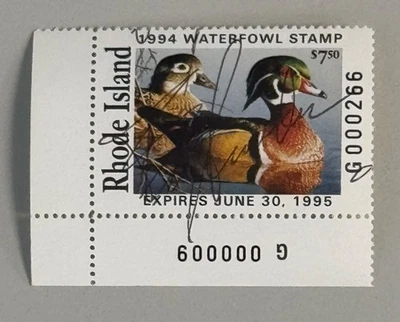 1994 WATERFOWL STAMP
$7.50
Rhode Island
G000266
EXPIRES JUNE 30, 1995
G 000009